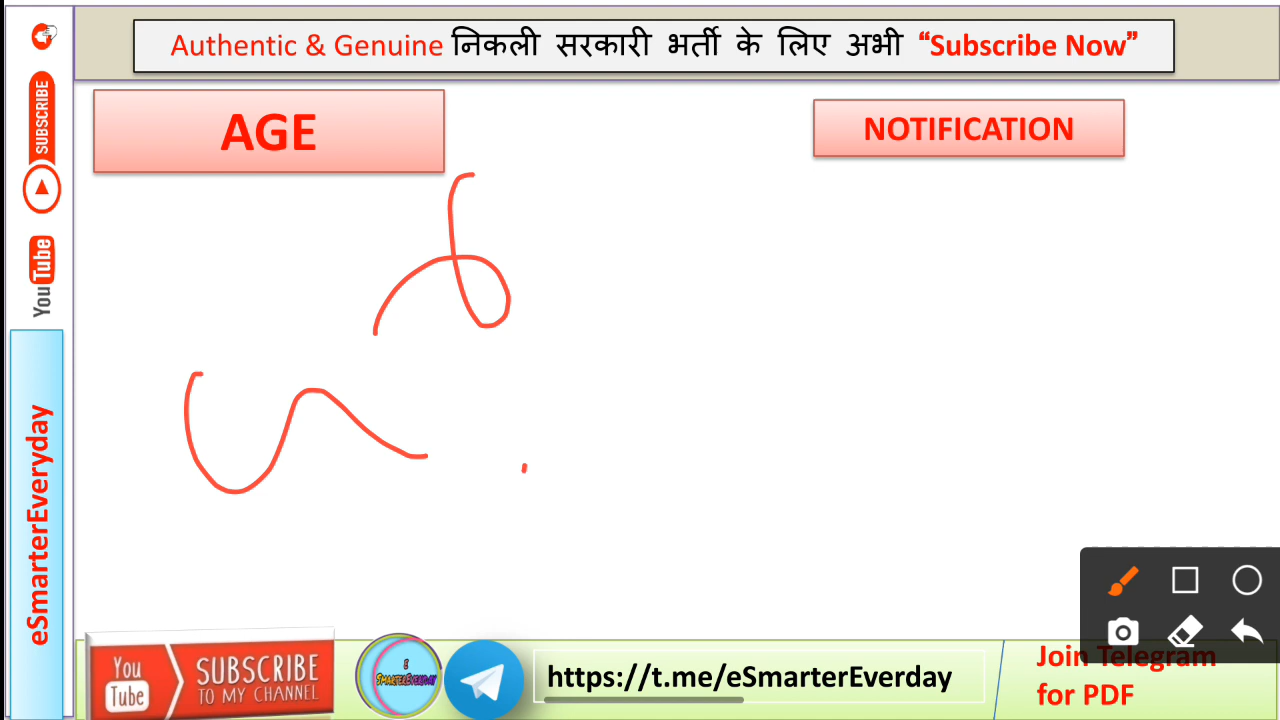 Authentic & Genuine निकली सरकारी भर्ती के लिए अभी “Subscribe Now”
AGE
NOTIFICATION
SUBSCRIBE
YouTube
eSmarterEveryday
You Tube
SUBSCRIBE
TO MY CHANNEL
E
SMARTEREVERYDAY
https://t.me/eSmarterEverday
Join Telegram
for PDF